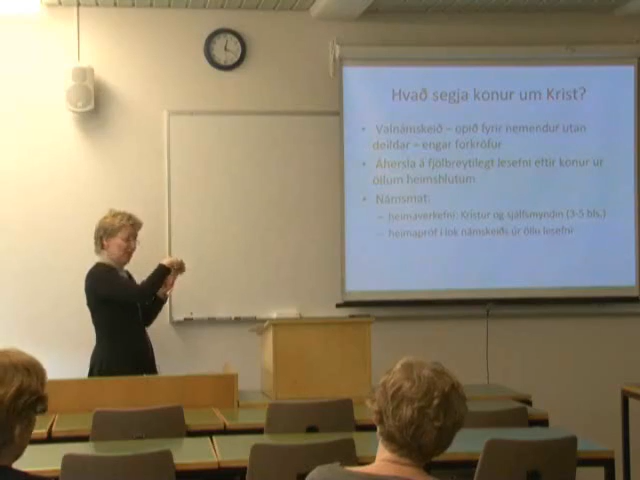 Hvað segja konur um Krist?
• Valnámskeið – opið fyrir nemendur utan
deildar – engar forkröfur
• Áhersla á fjölbreytilegt lesefni eftir konur úr
öllum heimshlutum
• Námsmat:
– heimaverkefni: Kristur og sjálfsmyndin (3-5 bls.)
– heimapróf í lok námskeiðs úr öllu lesefni